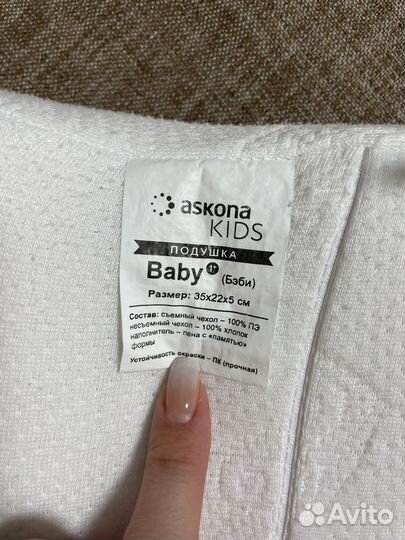 askona
KIDS
ПОДУШКА
Baby 1+ (Бэби)
Размер: 35х22х5 см
Состав: съемный чехол – 100% ПЭ
несъемный чехол – 100% хлопок
наполнитель – пена с «памятью»
формы
Устойчивость окраски – ПК (прочная)
Avito